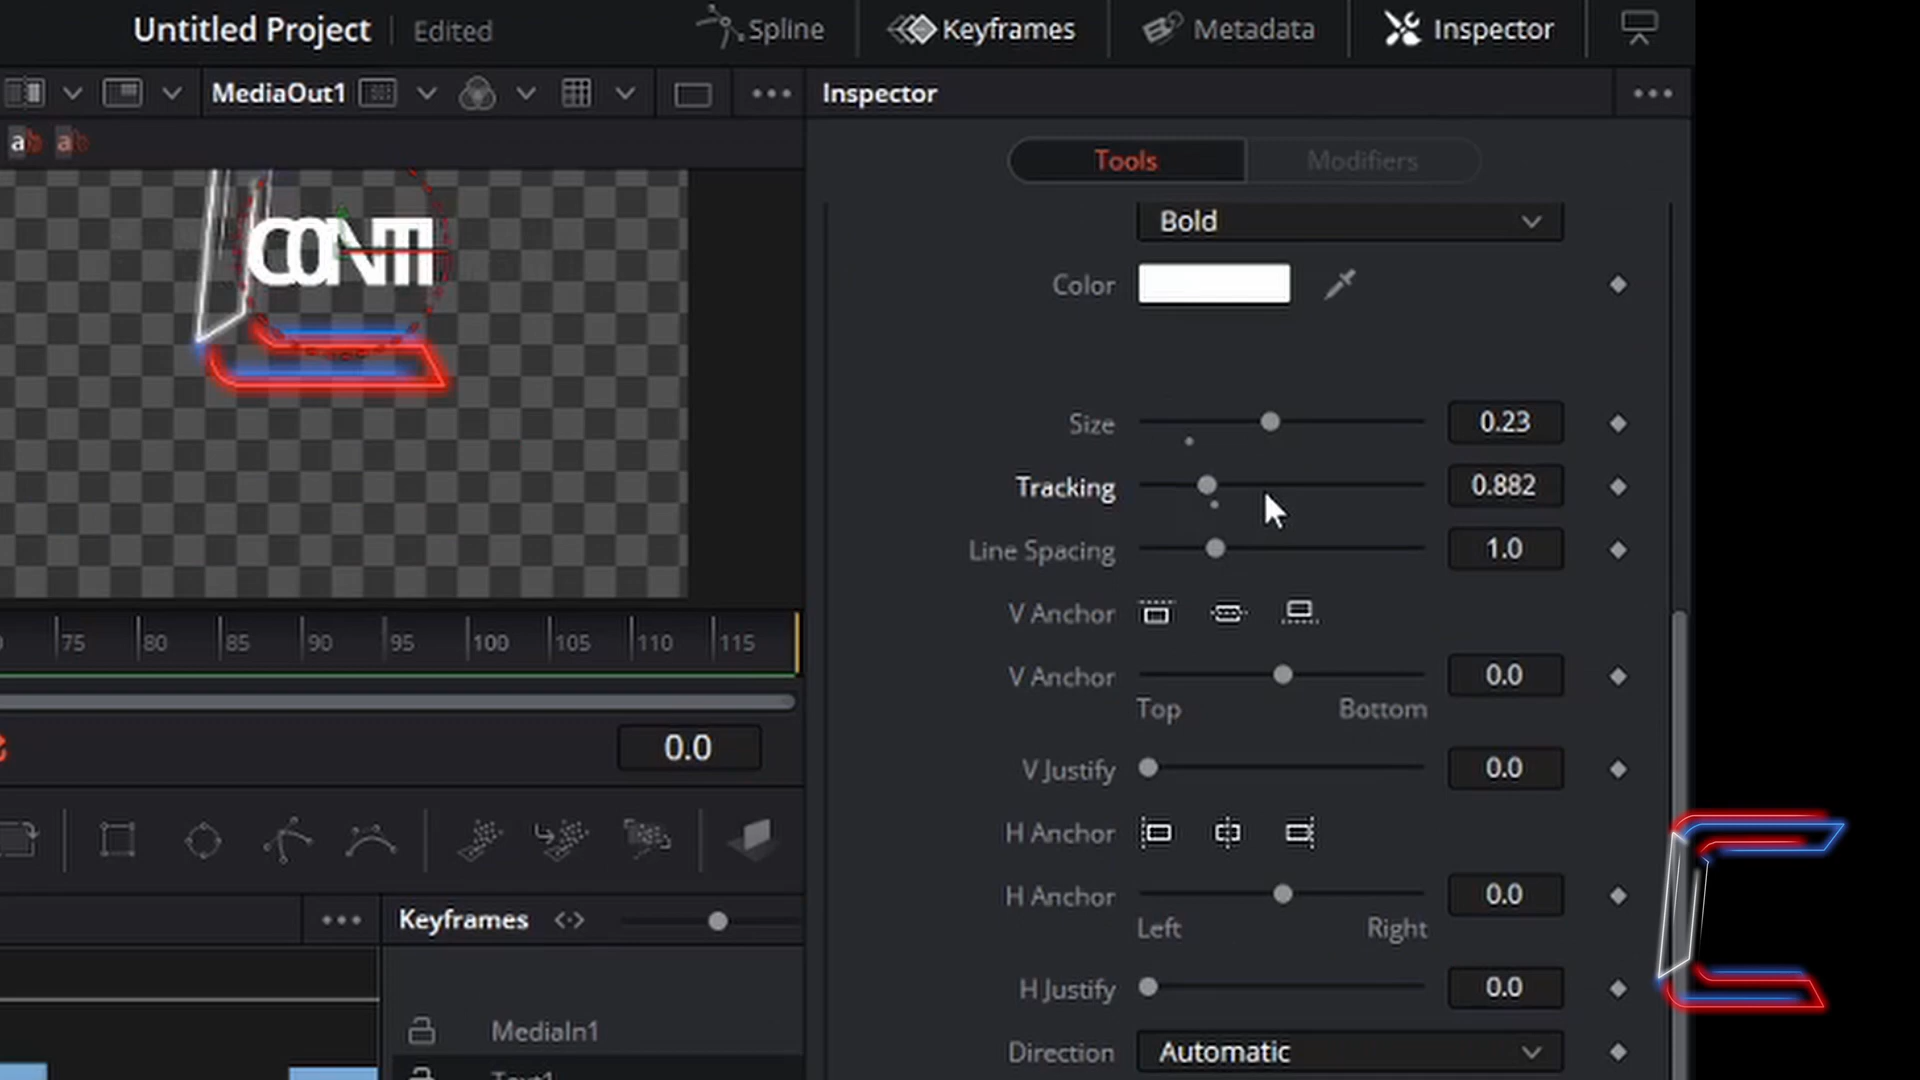 Untitled Project
Edited
Spline
Keyframes
Metadata
Inspector
MediaOut1
Inspector
Tools
Modifiers
CONTI
Bold
Color
Size
0.23
Tracking
0.882
Line Spacing
1.0
V Anchor
V Anchor
0.0
Top
Bottom
75
80
85
90
95
100
105
110
115
0.0
V Justify
0.0
H Anchor
H Anchor
0.0
Left
Right
Keyframes
H Justify
0.0
MediaIn1
Direction
Automatic
Text1